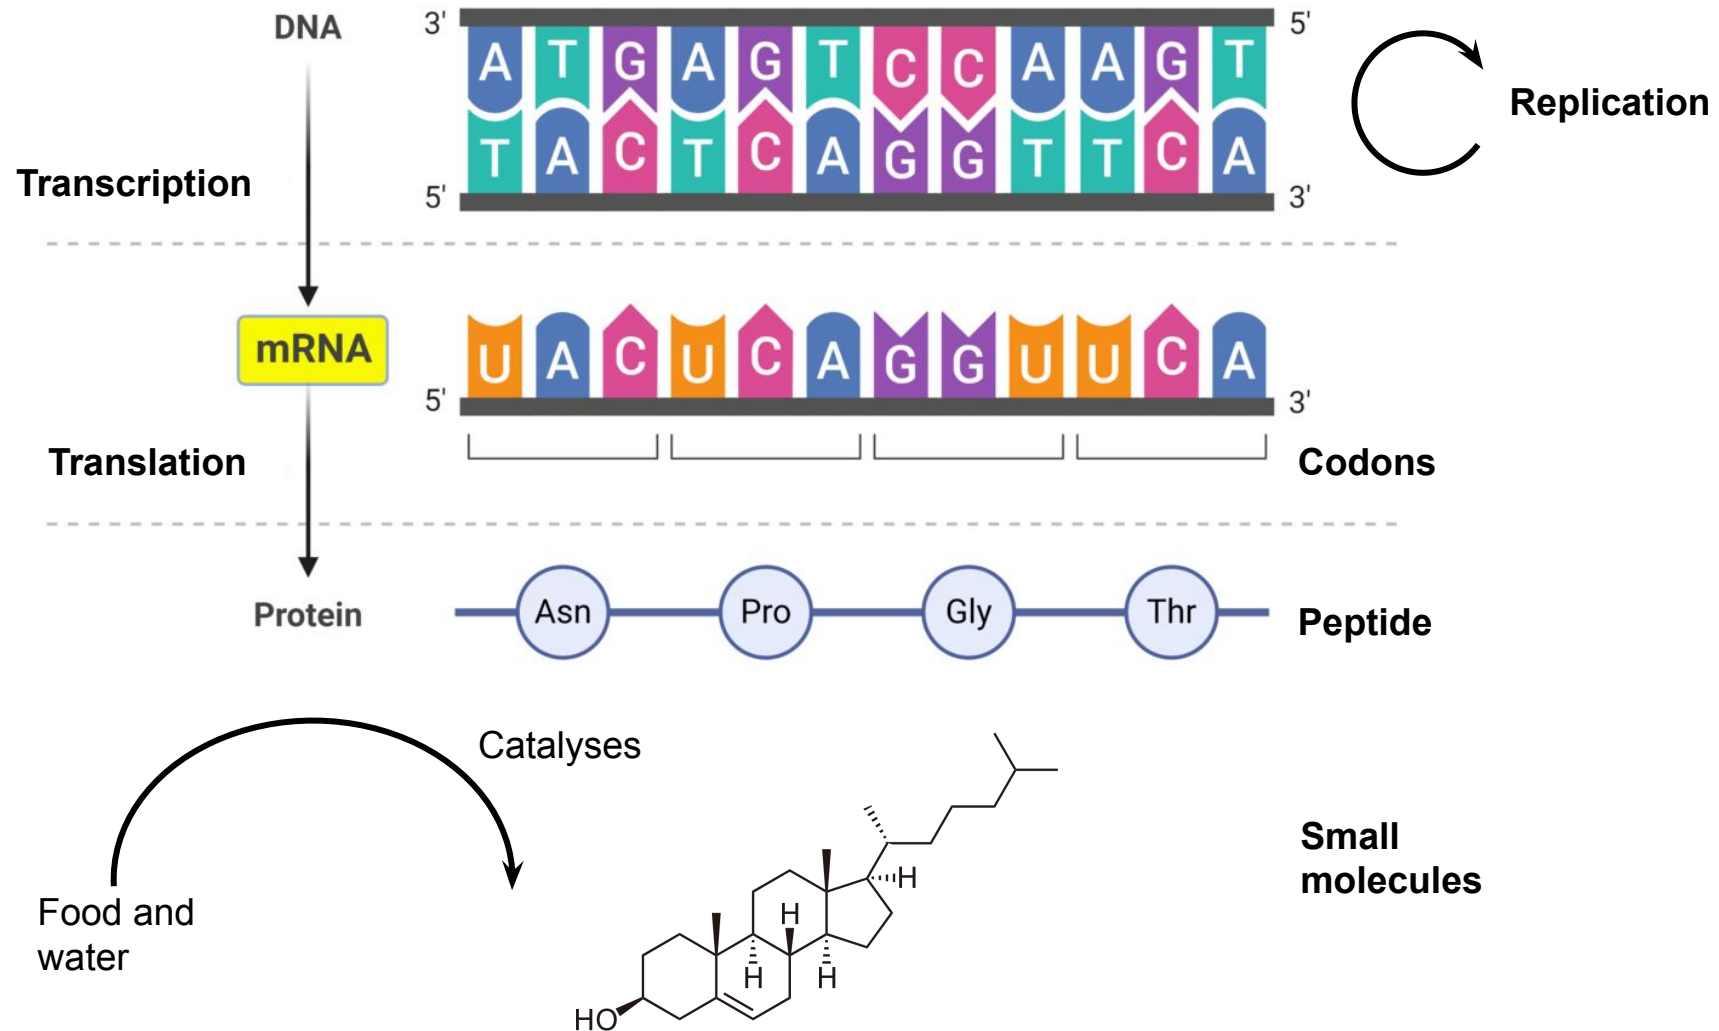 DNA
3' 5'
A T G A G T C C A A G T
T A C T C A G G T T C A
5' 3'
Replication
Transcription
mRNA
U A C U C A G G U U C A
5' 3'
Translation
Codons
Protein
Asn Pro Gly Thr
Peptide
Catalyses
Food and
water
H
H
H
H
HO
Small
molecules